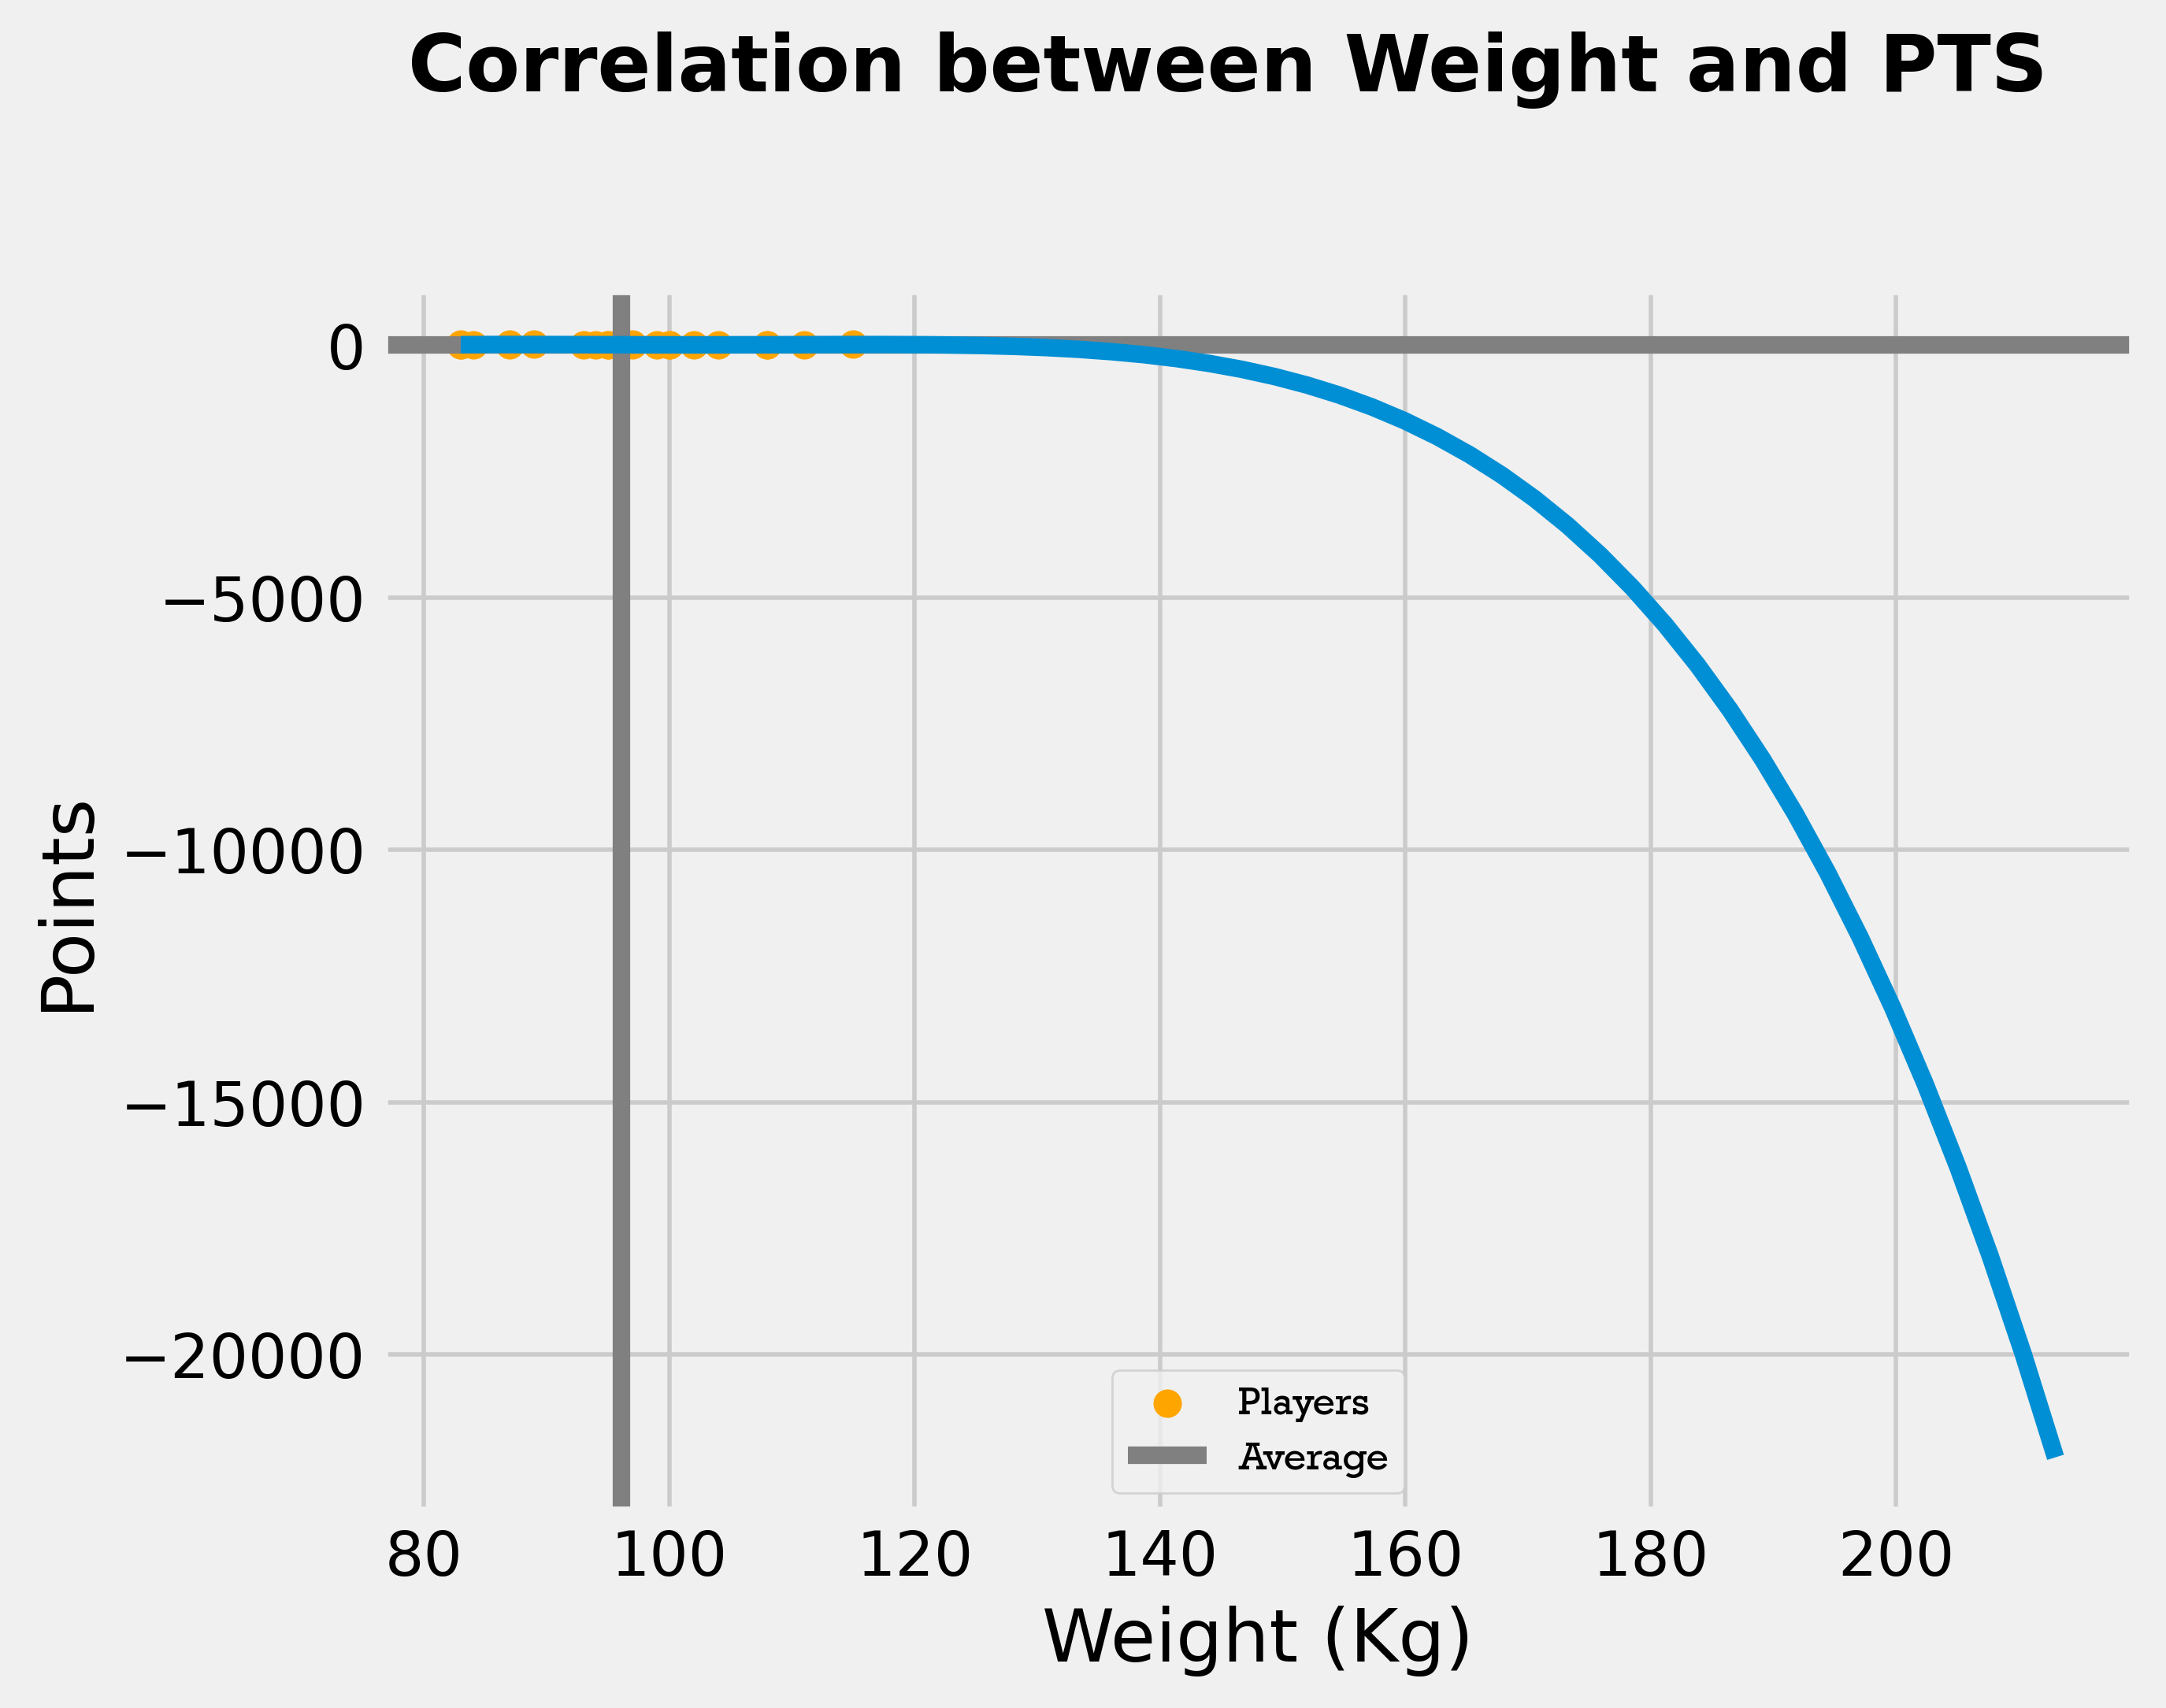 Correlation between Weight and PTS
0
−5000
−10000
−15000
−20000
Points
Players
Average
80 100 120 140 160 180 200
Weight (Kg)